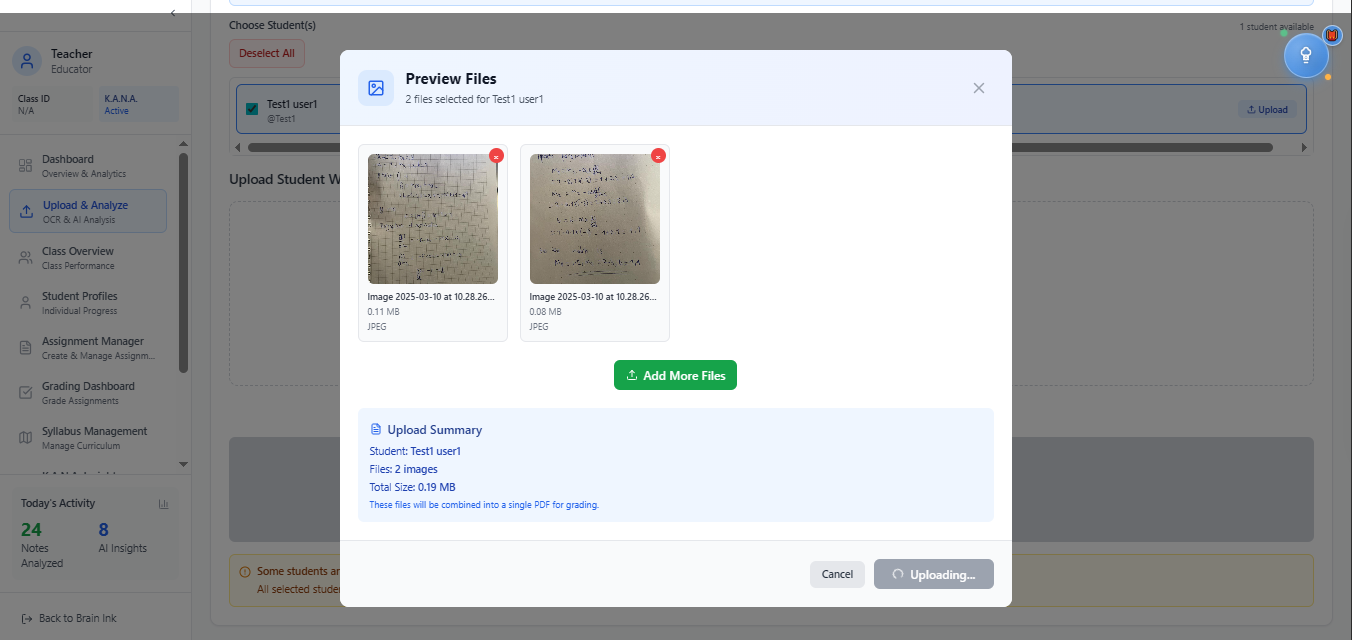 Choose Student(s)
1 student available
Deselect All
Teacher
Educator
Class ID
N/A
K.A.N.A.
Active
Test1 user1
@Test1
Upload
Dashboard
Overview & Analytics
Upload & Analyze
OCR & AI Analysis
Class Overview
Class Performance
Student Profiles
Individual Progress
Assignment Manager
Create & Manage Assignm...
Grading Dashboard
Grade Assignments
Syllabus Management
Manage Curriculum
Today's Activity
24
Notes
Analyzed
8
AI Insights
Back to Brain Ink
Upload Student W
Some students ar
All selected stude
Preview Files
2 files selected for Test1 user1
Image 2025-03-10 at 10.28.26...
0.11 MB
JPEG
Image 2025-03-10 at 10.28.26...
0.08 MB
JPEG
Add More Files
Upload Summary
Student: Test1 user1
Files: 2 images
Total Size: 0.19 MB
These files will be combined into a single PDF for grading.
Cancel
Uploading...